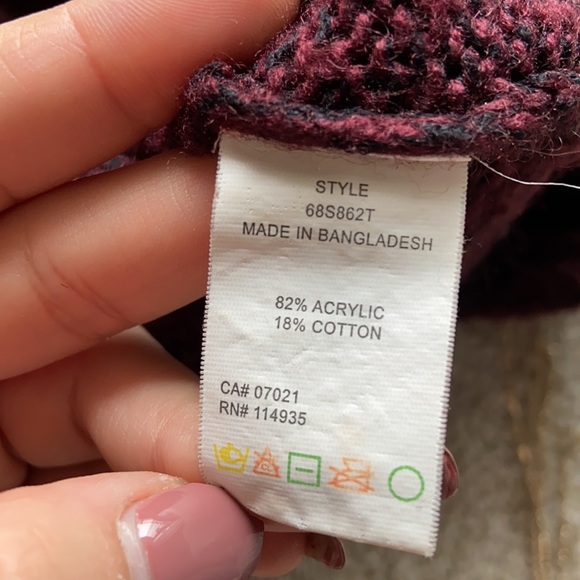 STYLE
68S862T
MADE IN BANGLADESH
82% ACRYLIC
18% COTTON
CA# 07021
RN# 114935